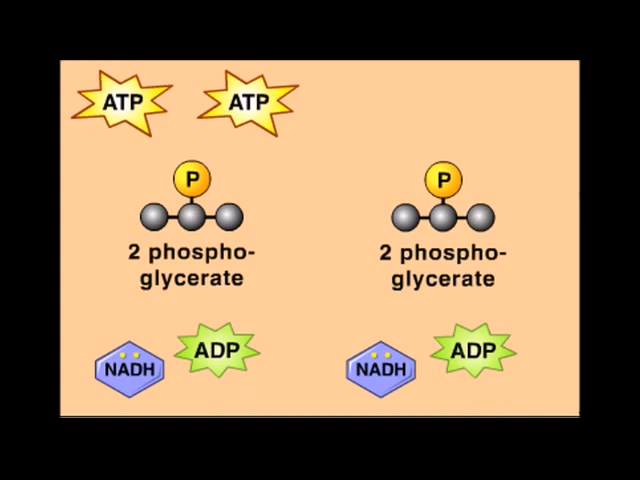 ATP ATP
P P
2 phospho-
glycerate
2 phospho-
glycerate
NADH ADP NADH ADP